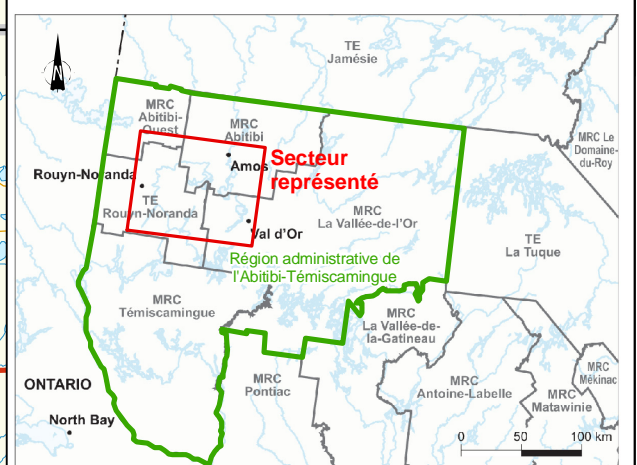 TE
Jamésie
N
MRC
Abitibi-
Ouest
MRC
Abitibi
MRC Le
Domaine-
du-Roy
Secteur
représenté
Amos
Rouyn-Noranda
TE
Rouyn-Noranda
MRC
La Vallée-de-l'Or
Val d'Or
TE
La Tuque
Région administrative de
l'Abitibi-Témiscamingue
MRC
Témiscamingue
MRC
La Vallée-de-
la-Gatineau
MRC
Pontiac
MRC
Antoine-Labelle
MRC
Matawinie
MRC
Mékinac
ONTARIO
North Bay
0 50 100 km